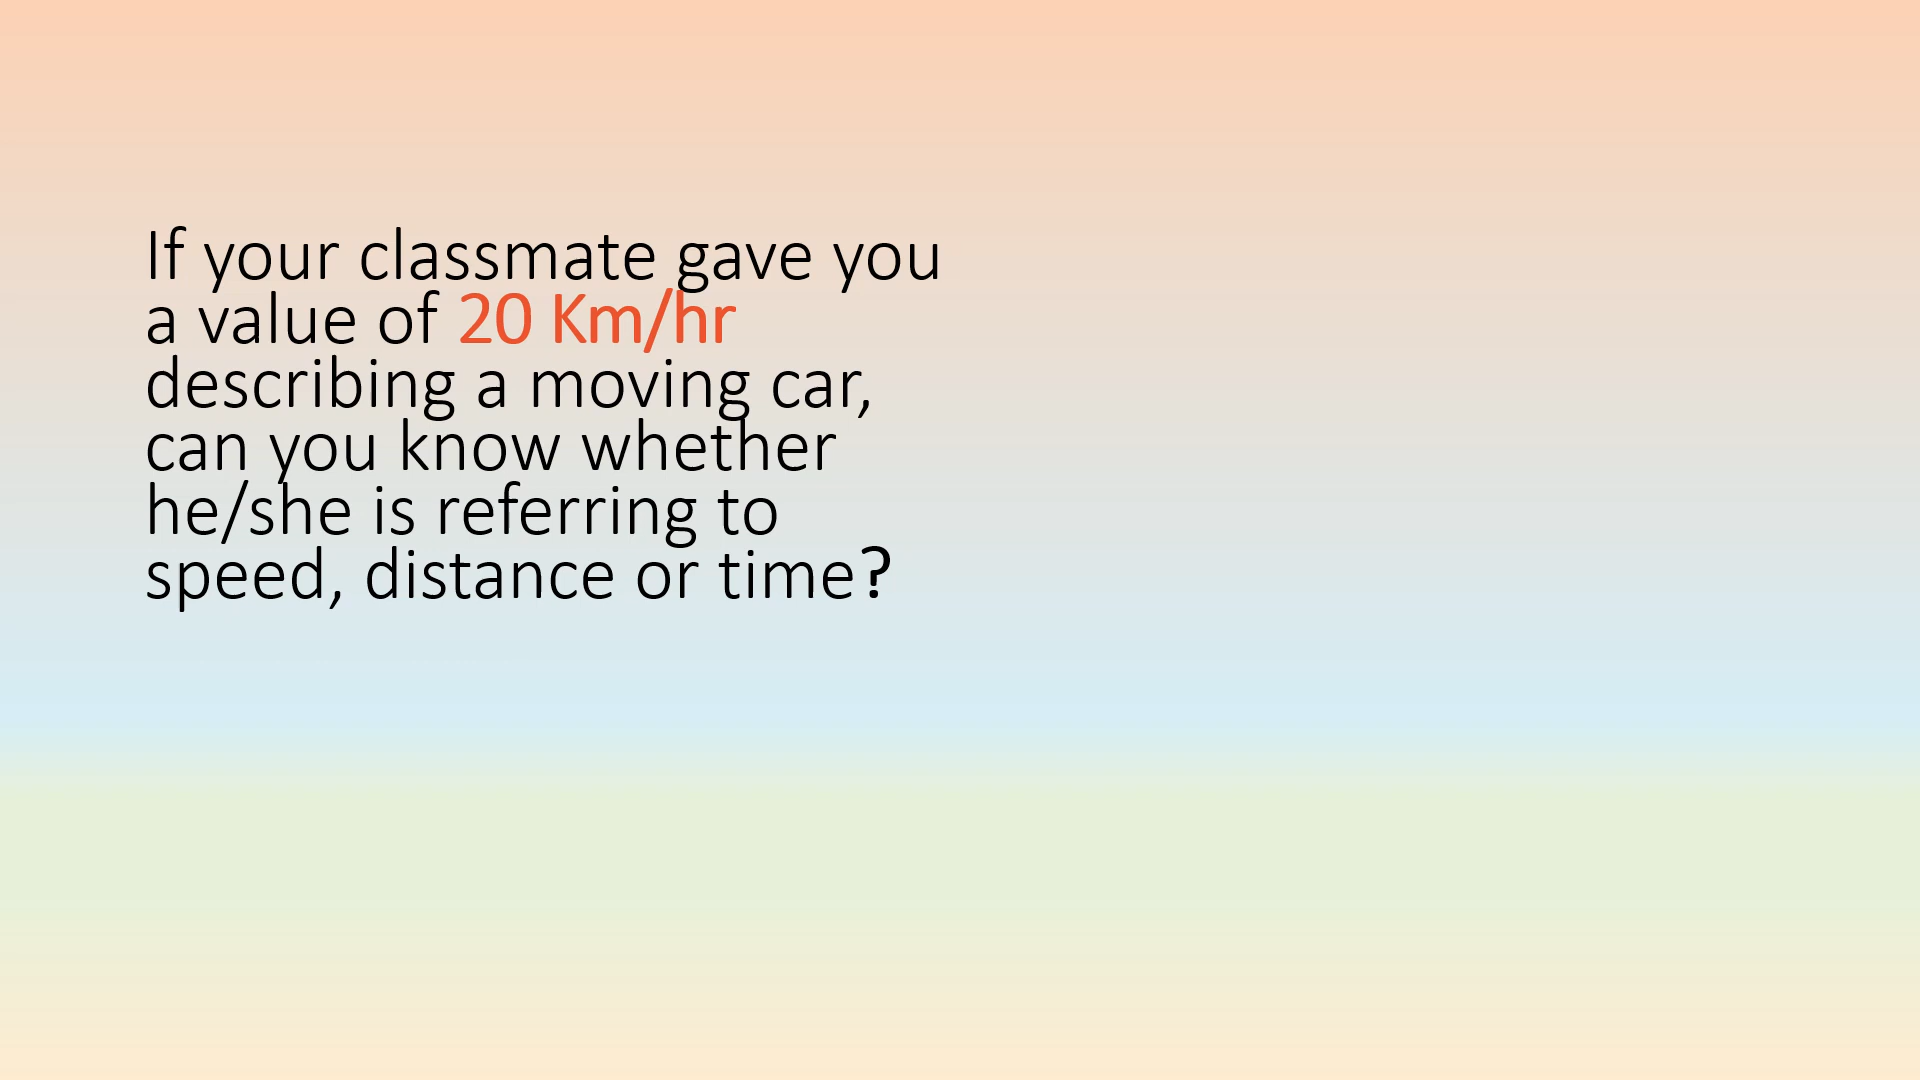 If your classmate gave you
a value of 20 Km/hr
describing a moving car,
can you know whether
he/she is referring to
speed, distance or time?